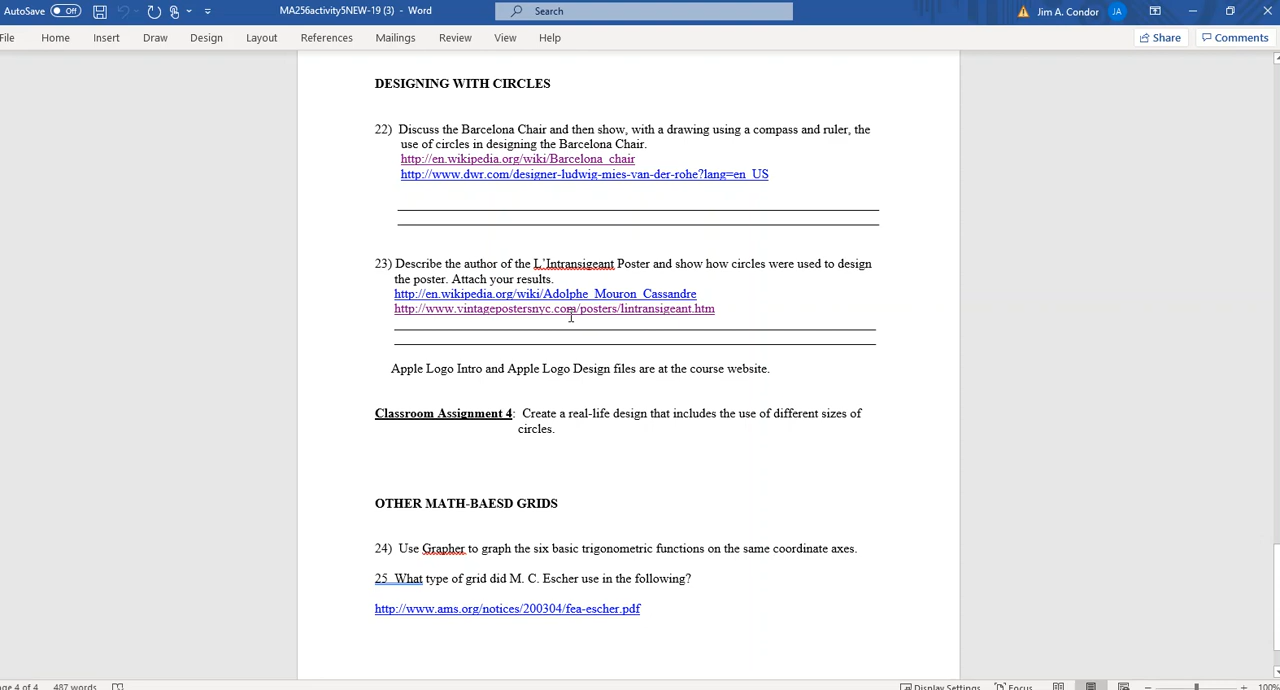 AutoSave Off MA256activity5NEW-19 (3) - Word Search Jim A. Condor JA
File Home Insert Draw Design Layout References Mailings Review View Help Share Comments
DESIGNING WITH CIRCLES
22) Discuss the Barcelona Chair and then show, with a drawing using a compass and ruler, the
use of circles in designing the Barcelona Chair.
http://en.wikipedia.org/wiki/Barcelona_chair
http://www.dwr.com/designer-ludwig-mies-van-der-rohe?lang=en_US
23) Describe the author of the L'Intransigeant Poster and show how circles were used to design
the poster. Attach your results.
http://en.wikipedia.org/wiki/Adolphe_Mouron_Cassandre
http://www.vintagepostersnyc.com/posters/lintransigeant.htm
Apple Logo Intro and Apple Logo Design files are at the course website.
Classroom Assignment 4: Create a real-life design that includes the use of different sizes of
circles.
OTHER MATH-BAESD GRIDS
24) Use Grapher to graph the six basic trigonometric functions on the same coordinate axes.
25 What type of grid did M. C. Escher use in the following?
http://www.ams.org/notices/200304/fea-escher.pdf
age 4 of 4 487 words Display Settings Focus 100%